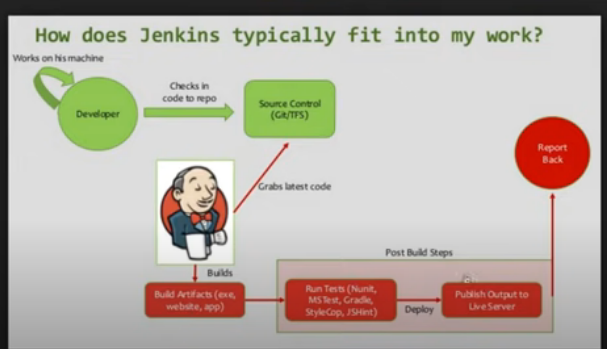 How does Jenkins typically fit into my work?
Works on his machine
Developer
Checks in
code to repo
Source Control
(Git/TFS)
Report
Back
Grabs latest code
Post Build Steps
Builds
Build Artifacts (exe,
website, app)
Run Tests (Nunit,
MSTest, Gradle,
StyleCop, JSHint)
Deploy
Publish Output to
Live Server